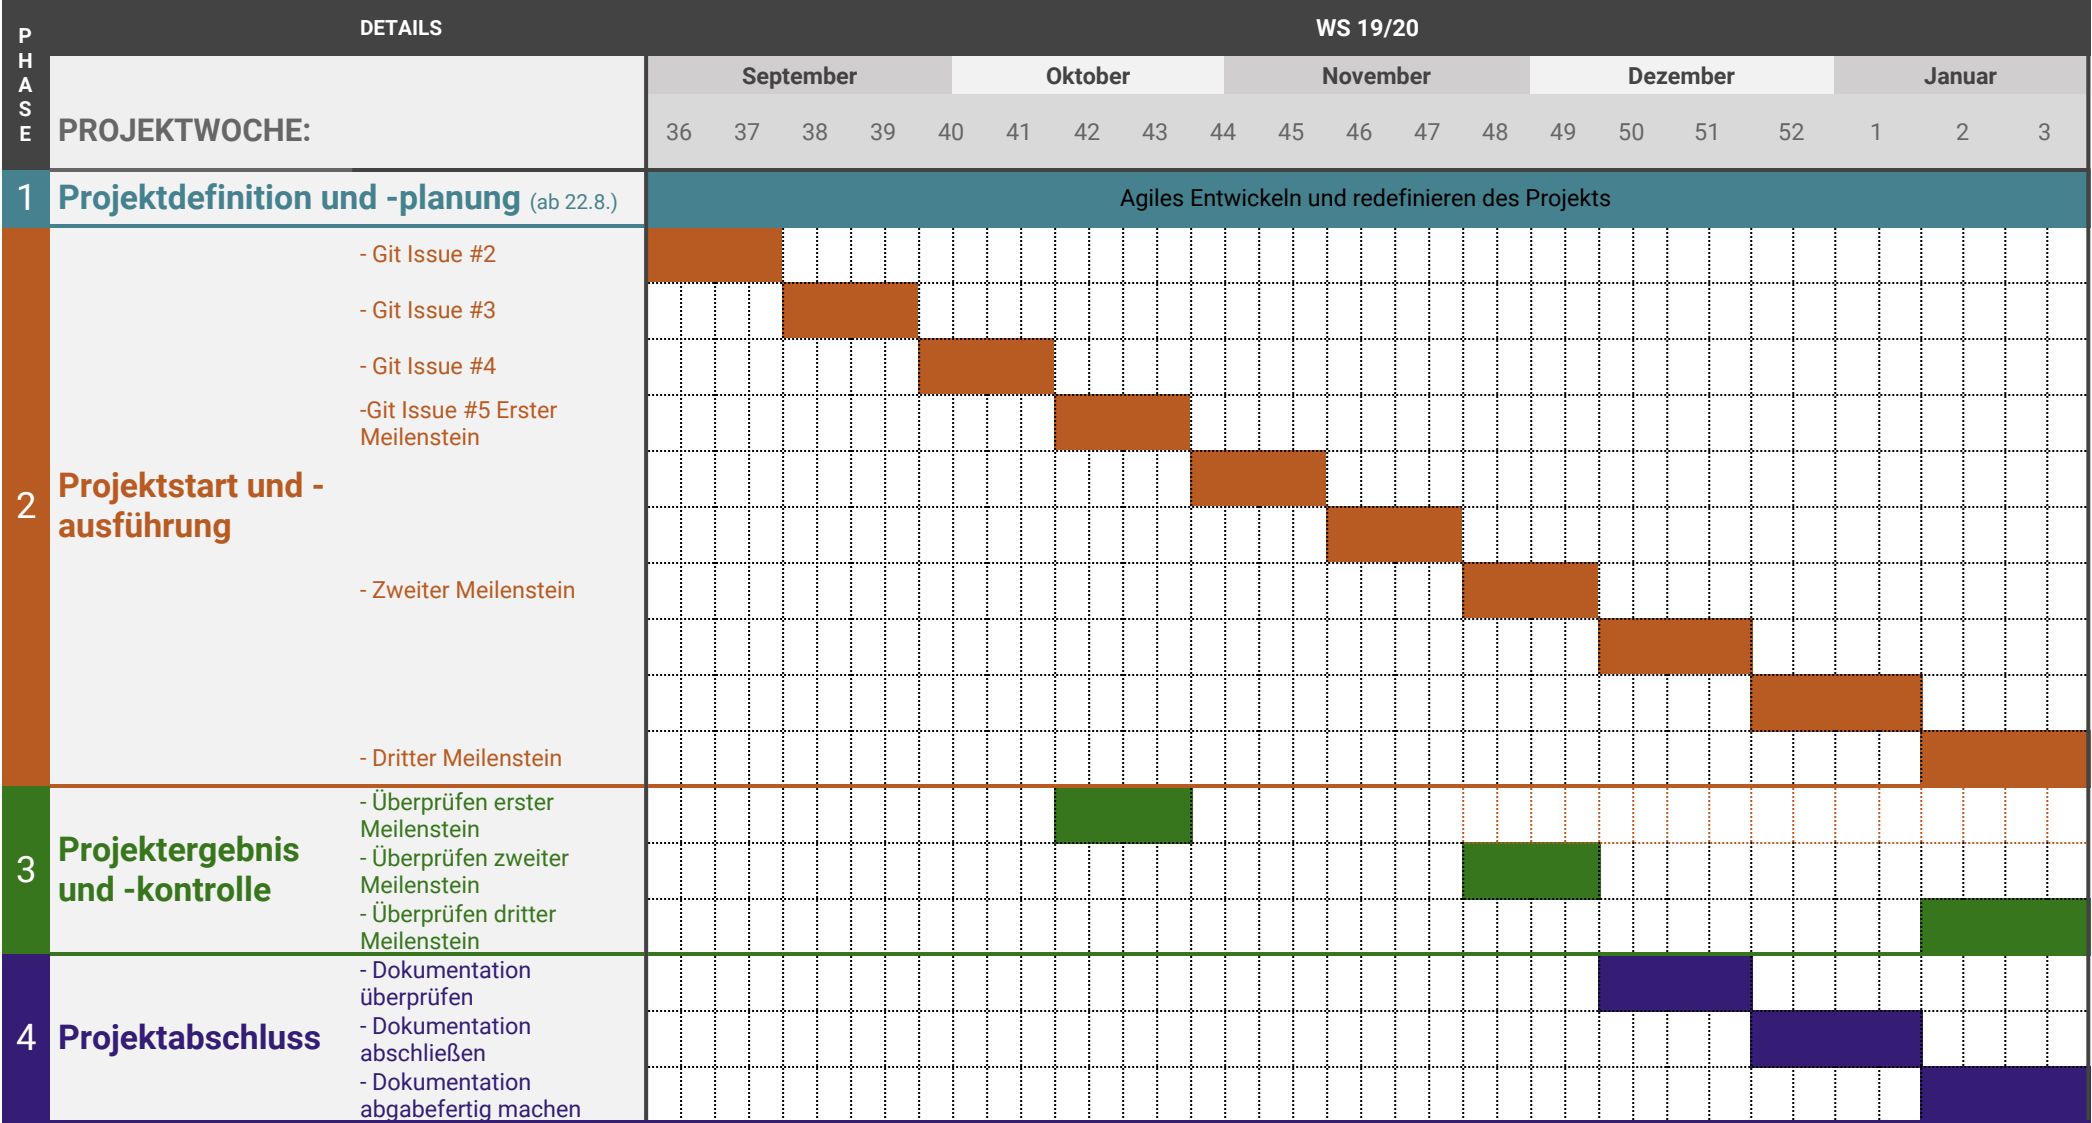 PHASE
DETAILS
WS 19/20
September Oktober November Dezember Januar
PROJEKTWOCHE:
36 37 38 39 40 41 42 43 44 45 46 47 48 49 50 51 52 1 2 3
1 Projektdefinition und -planung (ab 22.8.)
Agiles Entwickeln und redefinieren des Projekts
2
Projektstart und -
ausführung
- Git Issue #2
- Git Issue #3
- Git Issue #4
-Git Issue #5 Erster
Meilenstein
- Zweiter Meilenstein
- Dritter Meilenstein
3
Projektergebnis
und -kontrolle
- Überprüfen erster
Meilenstein
- Überprüfen zweiter
Meilenstein
- Überprüfen dritter
Meilenstein
4 Projektabschluss
- Dokumentation
überprüfen
- Dokumentation
abschließen
- Dokumentation
abgabefertig machen